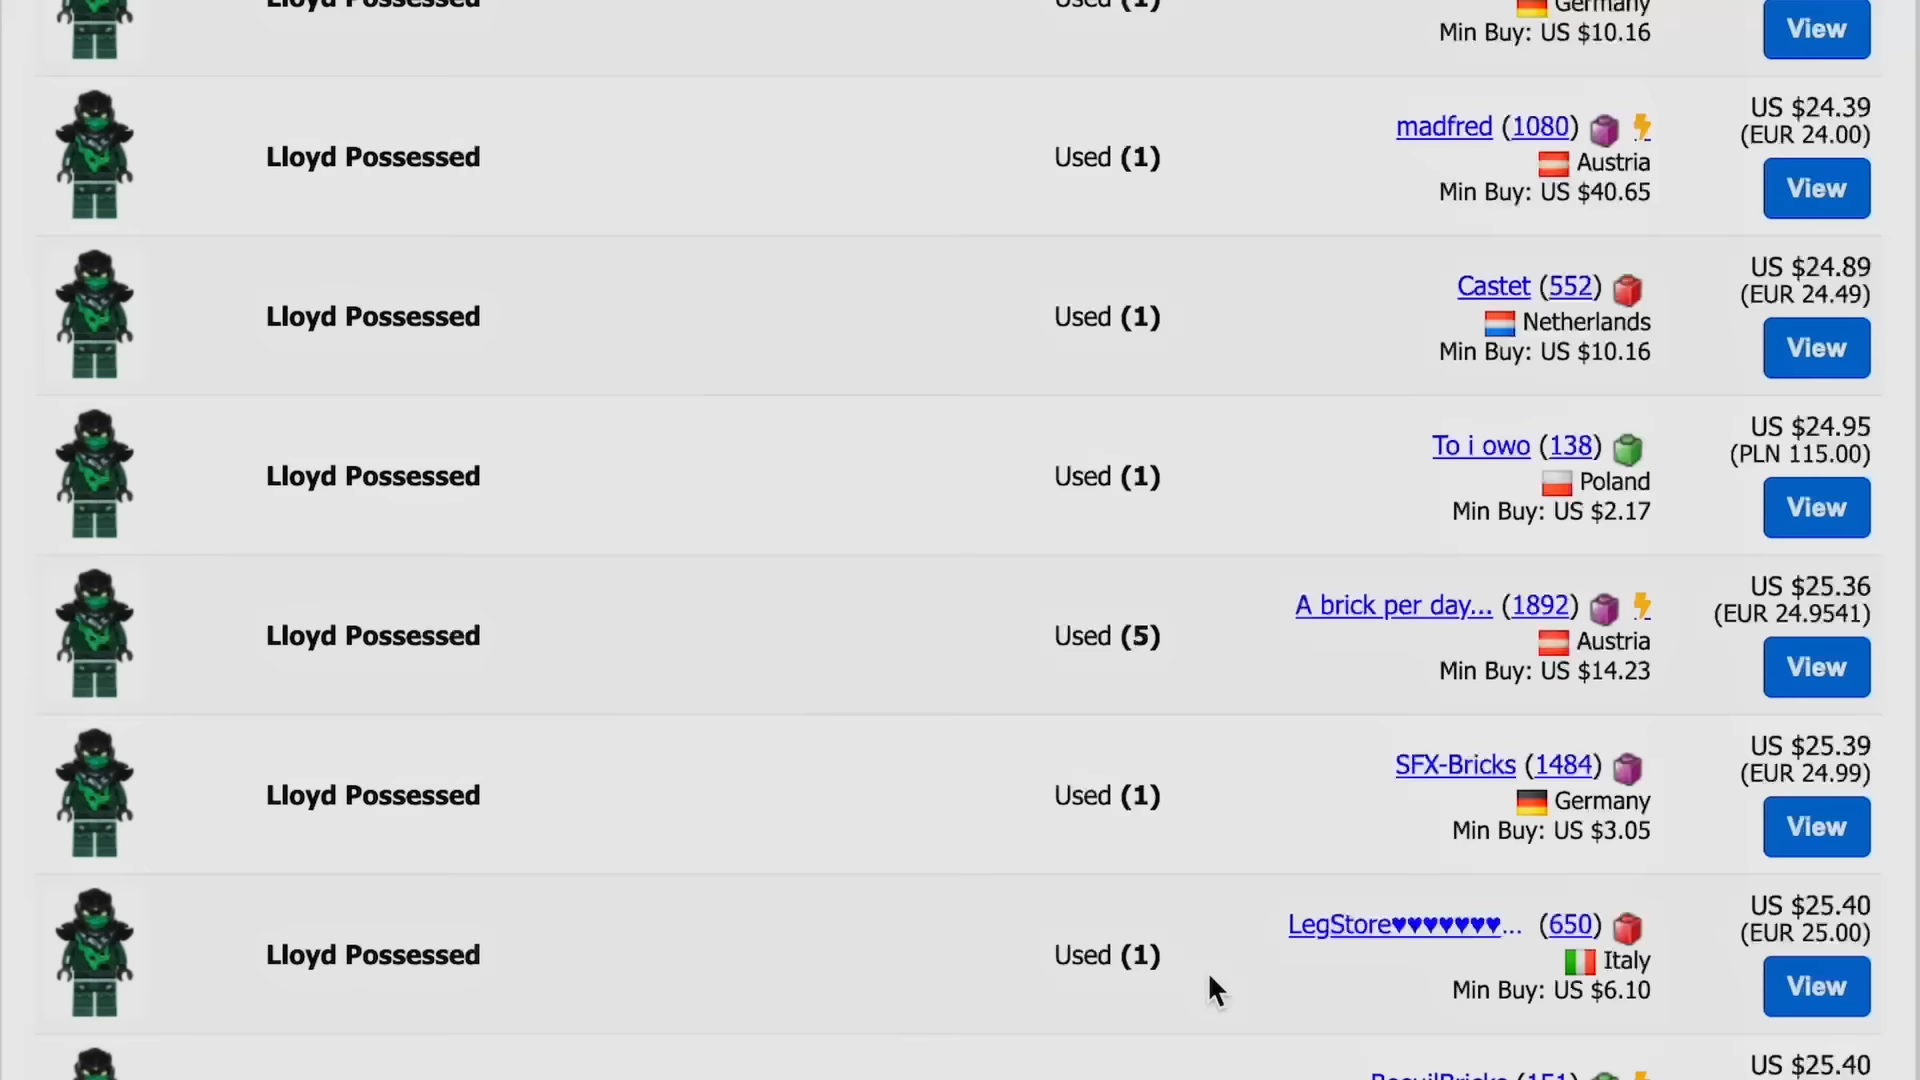 Lloyd Possessed
Used (1)
Germany
Min Buy: US $10.16
View
Lloyd Possessed
Used (1)
madfred (1080)
Austria
Min Buy: US $40.65
US $24.39
(EUR 24.00)
View
Lloyd Possessed
Used (1)
Castet (552)
Netherlands
Min Buy: US $10.16
US $24.89
(EUR 24.49)
View
Lloyd Possessed
Used (1)
To i owo (138)
Poland
Min Buy: US $2.17
US $24.95
(PLN 115.00)
View
Lloyd Possessed
Used (5)
A brick per day... (1892)
Austria
Min Buy: US $14.23
US $25.36
(EUR 24.9541)
View
Lloyd Possessed
Used (1)
SFX-Bricks (1484)
Germany
Min Buy: US $3.05
US $25.39
(EUR 24.99)
View
Lloyd Possessed
Used (1)
LegStore♥♥♥♥♥♥♥... (650)
Italy
Min Buy: US $6.10
US $25.40
(EUR 25.00)
View
US $25.40